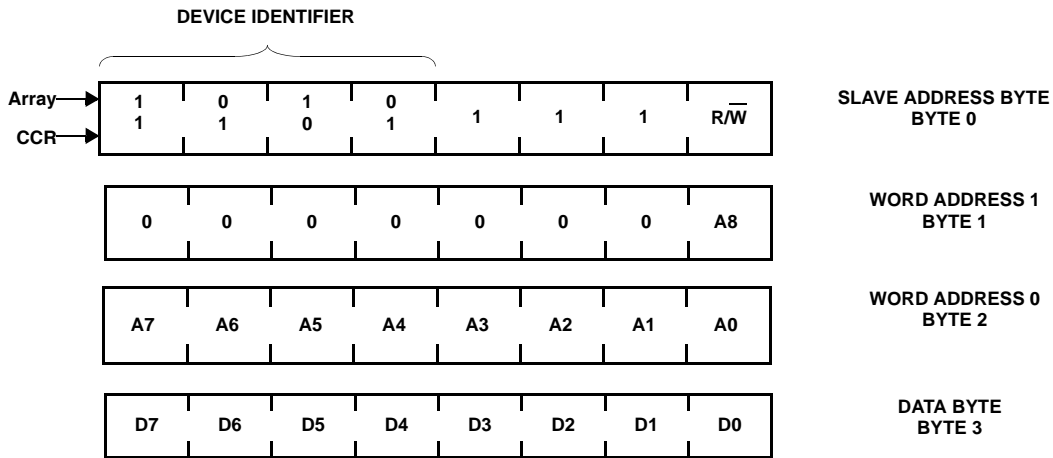 DEVICE IDENTIFIER
Array 1 0 1 0 1 1 1 R/W̅ SLAVE ADDRESS BYTE
CCR 1 1 0 1 BYTE 0
0 0 0 0 0 0 0 A8 WORD ADDRESS 1
BYTE 1
A7 A6 A5 A4 A3 A2 A1 A0 WORD ADDRESS 0
BYTE 2
D7 D6 D5 D4 D3 D2 D1 D0 DATA BYTE
BYTE 3